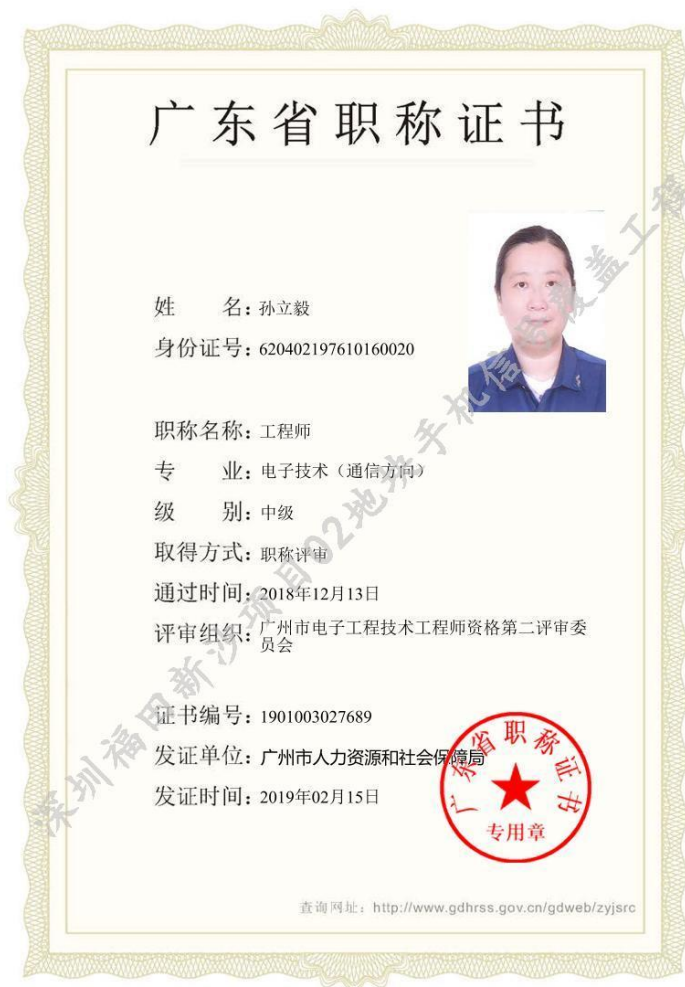 广东省职称证书
姓 名：孙立毅
身份证号：620402197610160020
职称名称：工程师
专 业：电子技术（通信方向）
级 别：中级
取得方式：职称评审
通过时间：2018年12月13日
评审组织：广州市电子工程技术工程师资格第二评审委
员会
证书编号：1901003027689
发证单位：广州市人力资源和社会保障局
发证时间：2019年02月15日
广东省职称证书
专用章
查询网址：http://www.gdhrss.gov.cn/gdweb/zyjsrc
深圳福田新沙项目02地块手机信号覆盖工程